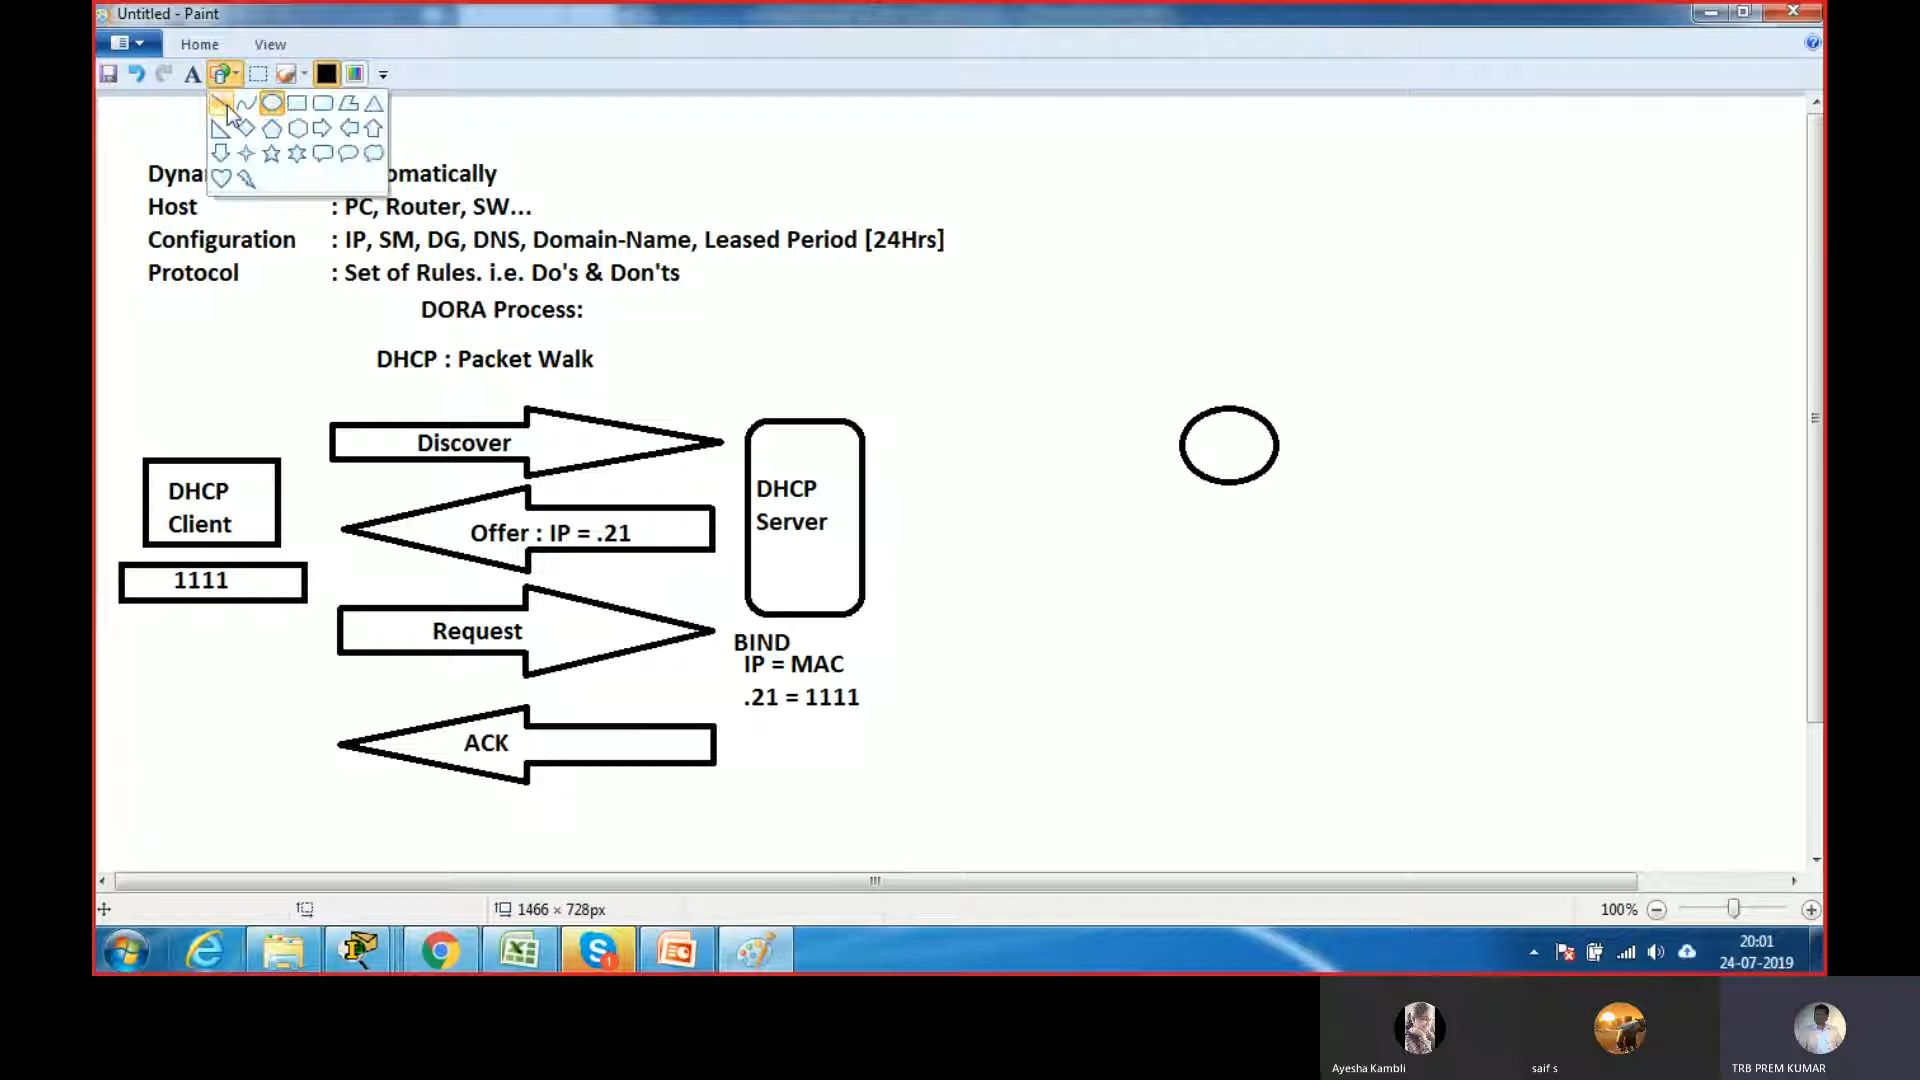 Untitled - Paint
Home View
A
Dyna omatically
Host : PC, Router, SW...
Configuration : IP, SM, DG, DNS, Domain-Name, Leased Period [24Hrs]
Protocol : Set of Rules. i.e. Do's & Don'ts
DORA Process:
DHCP : Packet Walk
Discover
DHCP
Client
DHCP
Server
Offer : IP = .21
1111
Request
BIND
IP = MAC
.21 = 1111
ACK
1466 × 728px
100%
1
20:01
24-07-2019
Ayesha Kambli
saif s
TRB PREM KUMAR